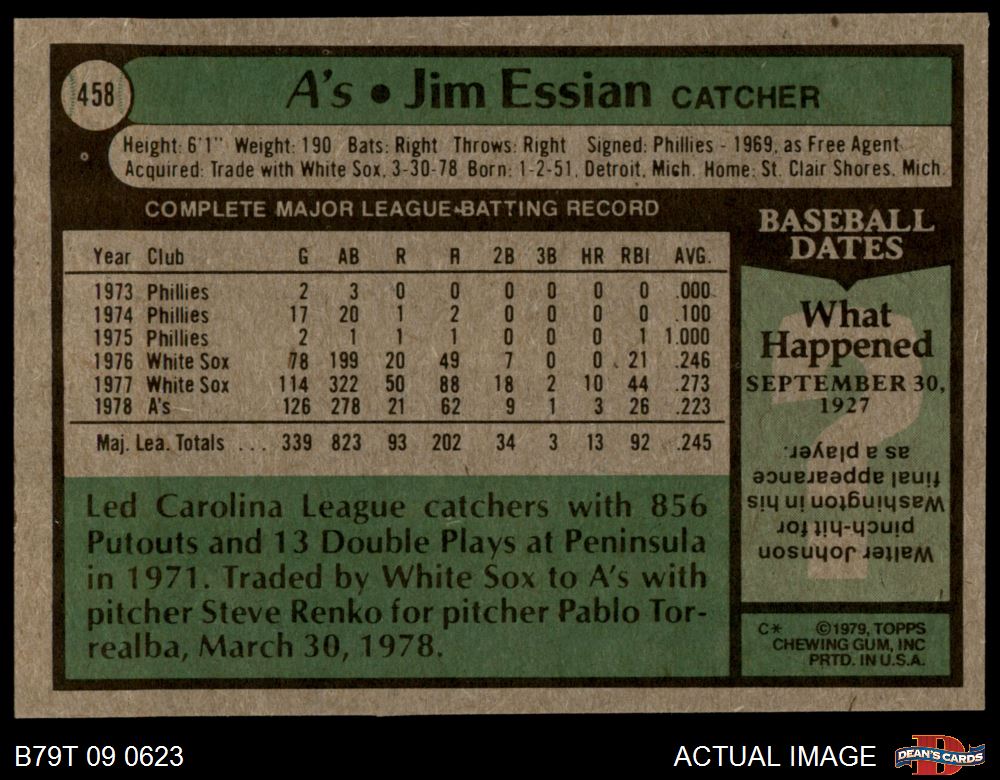 458
A's • Jim Essian CATCHER
Height: 6'1" Weight: 190 Bats: Right Throws: Right Signed: Phillies - 1969, as Free Agent
Acquired: Trade with White Sox, 3-30-78 Born: 1-2-51, Detroit, Mich. Home: St. Clair Shores, Mich.
COMPLETE MAJOR LEAGUE BATTING RECORD
Year Club G AB R H 2B 3B HR RBI AVG.
1973 Phillies 2 3 0 0 0 0 0 0 .000
1974 Phillies 17 20 1 2 0 0 0 0 .100
1975 Phillies 2 1 1 1 0 0 0 1 1.000
1976 White Sox 78 199 20 49 7 0 0 21 .246
1977 White Sox 114 322 50 88 18 2 10 44 .273
1978 A's 126 278 21 62 9 1 3 26 .223
Maj. Lea. Totals ... 339 823 93 202 34 3 13 92 .245
Led Carolina League catchers with 856
Putouts and 13 Double Plays at Peninsula
in 1971. Traded by White Sox to A's with
pitcher Steve Renko for pitcher Pablo Tor-
realba, March 30, 1978.
BASEBALL
DATES
What
Happened
SEPTEMBER 30,
1927
?
Walter Johnson
pinch-hit for
Washington in his
final appearance
as a player.
C* ©1979, TOPPS
CHEWING GUM, INC
PRTD. IN U.S.A.
B79T 09 0623
ACTUAL IMAGE
D
DEAN'S CARDS